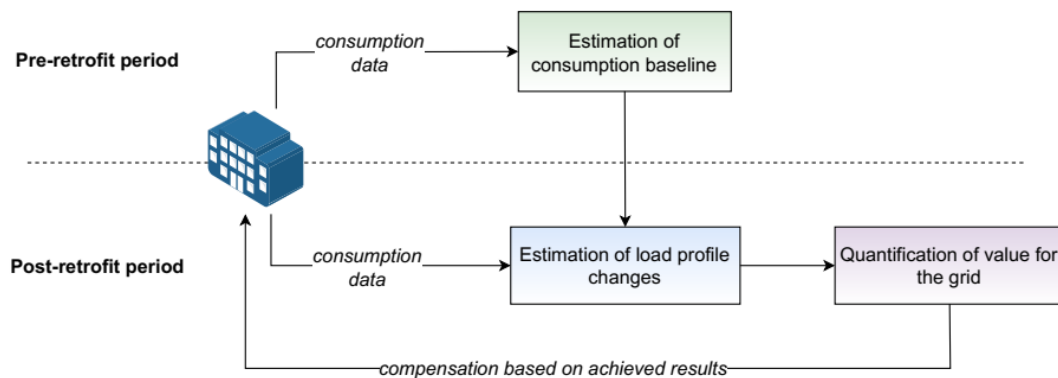 Pre-retrofit period
consumption
data
Estimation of
consumption baseline
Post-retrofit period
consumption
data
Estimation of load profile
changes
Quantification of value for
the grid
compensation based on achieved results